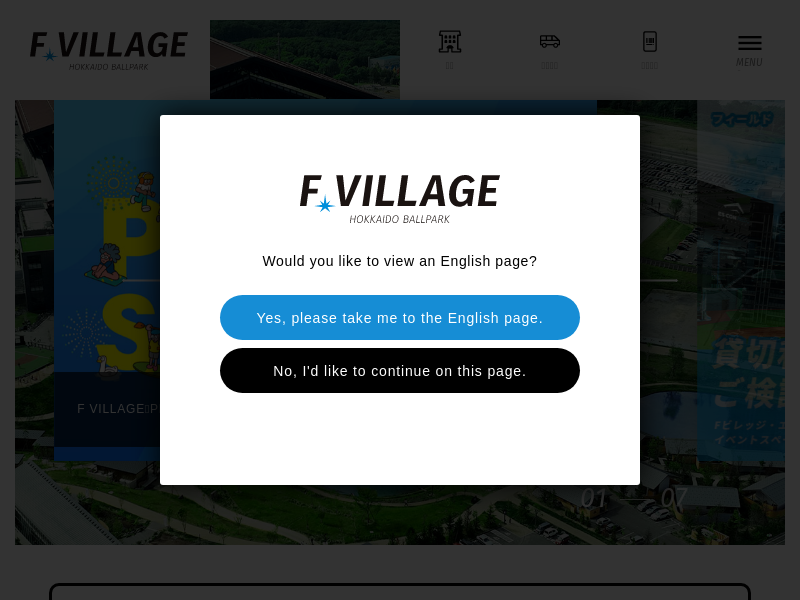 F VILLAGE
HOKKAIDO BALLPARK
MENU
フィールド
F VILLAGE
HOKKAIDO BALLPARK
Would you like to view an English page?
Yes, please take me to the English page.
No, I'd like to continue on this page.
P
S
F VILLAGE
ご検
Fビレッジ・エ
イベントスペ
01 07